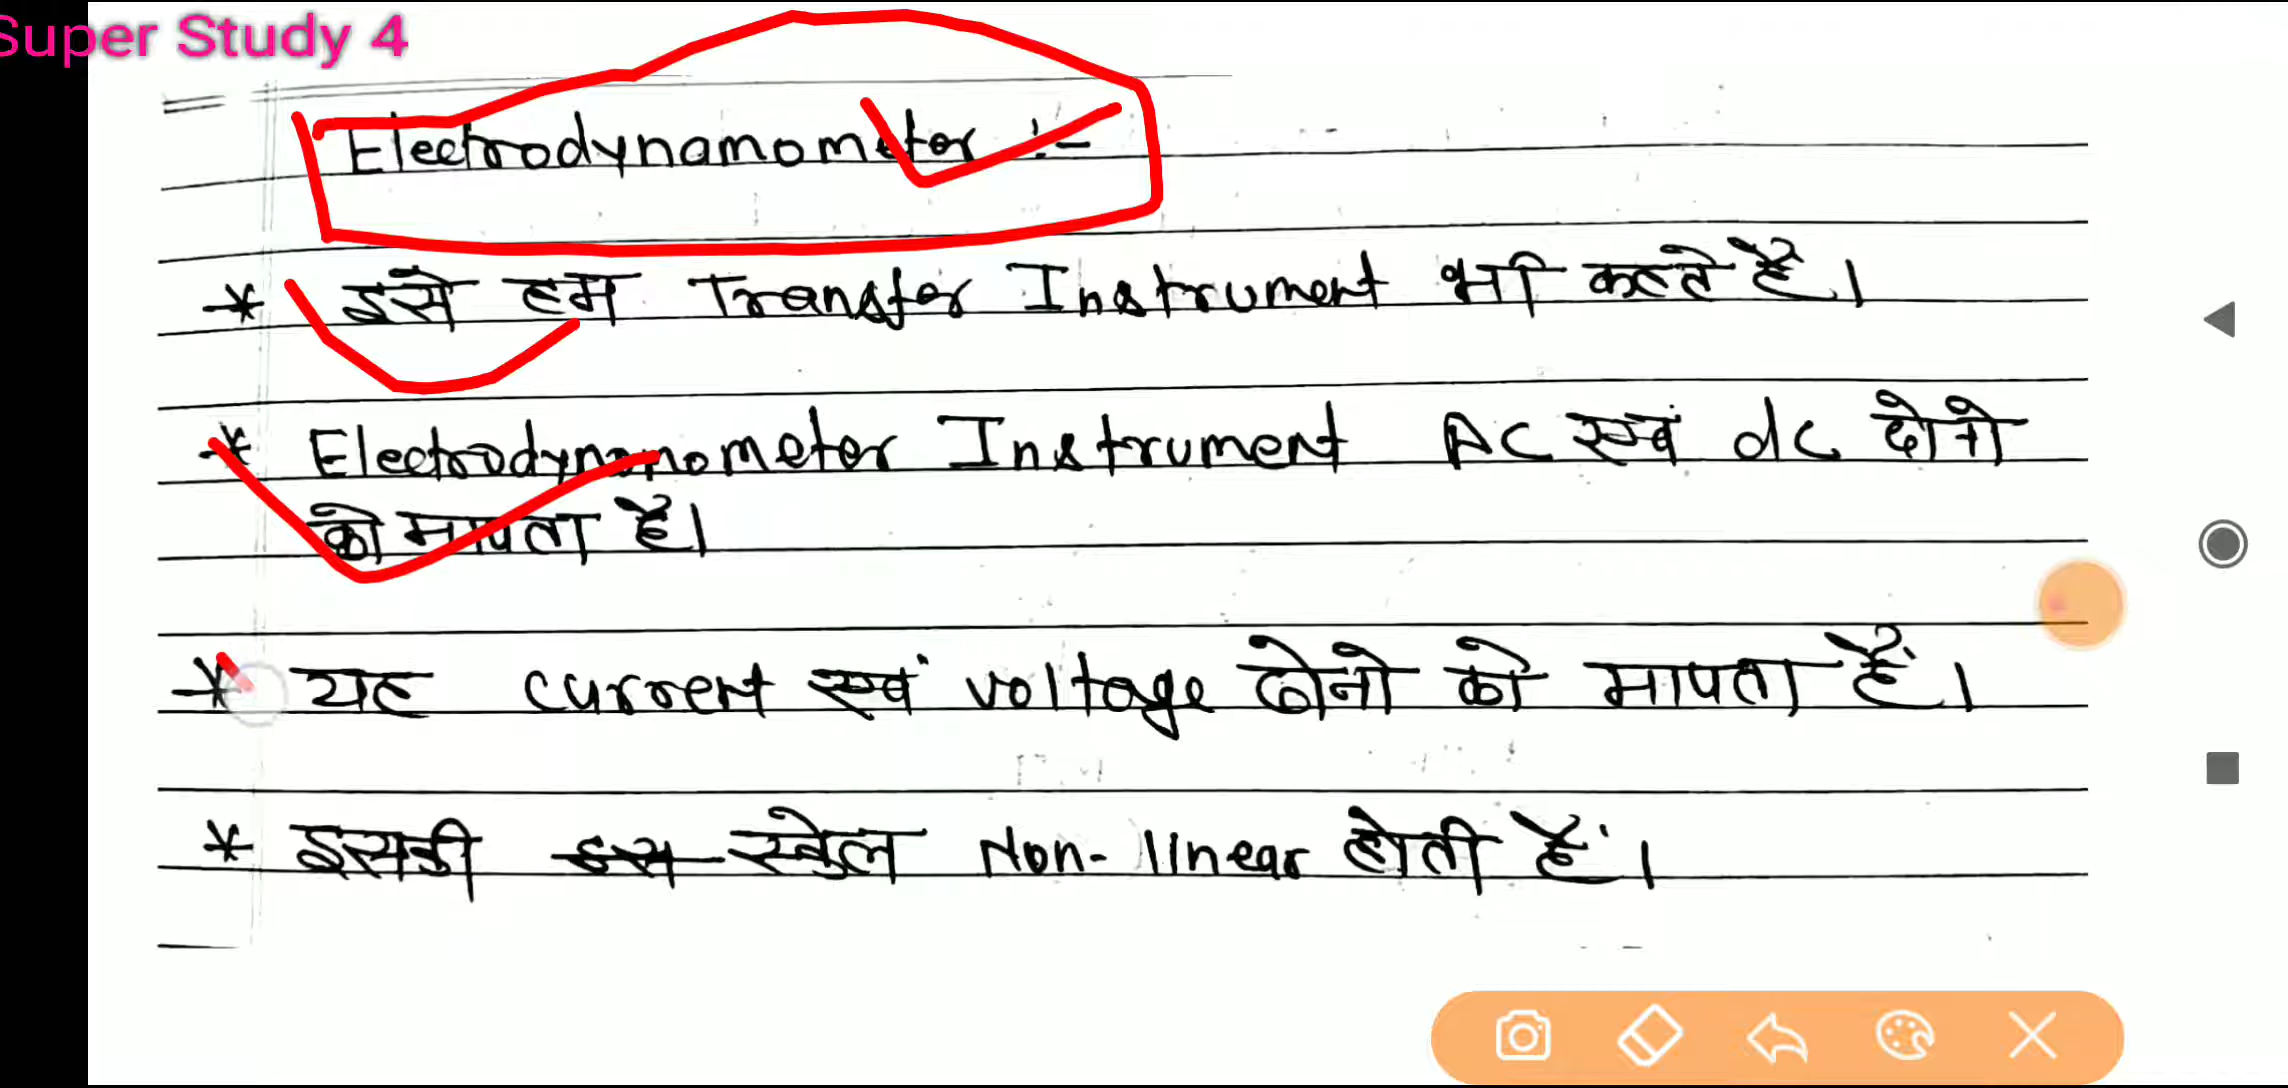 Super Study 4
Electrodynamometer :-
* इसे हम Transfer Instrument भी कहते हैं।
* Electrodynamometer Instrument AC एवं dc दोनो
को मापता है।
* यह current एवं voltage दोनो को मापता हैं।
* इसकी इस स्केल Non-linear होती हैं।